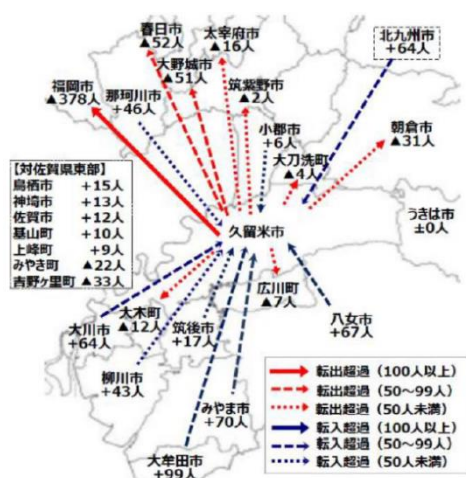 春日市
▲52人
太宰府市
▲16人
北九州市
+64人
大野城市
▲51人
福岡市
▲378人
那珂川市
+46人
筑紫野市
▲2人
小郡市
+6人
朝倉市
▲31人
大刀洗町
▲4人
【対佐賀県東部】
鳥栖市 +15人
神埼市 +13人
佐賀市 +12人
基山町 +10人
上峰町 +9人
みやき町 ▲22人
吉野ヶ里町 ▲33人
うきは市
±0人
久留米市
広川町
▲7人
大木町
▲12人
大川市
+64人
筑後市
+17人
八女市
+67人
柳川市
+43人
みやま市
+70人
大牟田市
+99人
転出超過(100人以上)
転出超過(50~99人)
転出超過(50人未満)
転入超過(100人以上)
転入超過(50~99人)
転入超過(50人未満)